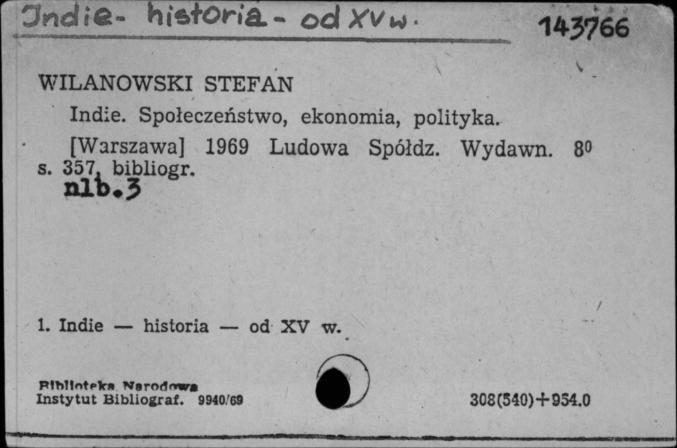 Indie - historia - od XV w.
143766
WILANOWSKI STEFAN
Indie. Społeczeństwo, ekonomia, polityka.
[Warszawa] 1969 Ludowa Spółdz. Wydawn. 8⁰
s. 357, bibliogr.
nlb. 3
1. Indie — historia — od XV w.
Biblioteka Narodowa
Instytut Bibliograf. 9940/69
308(540)+954.0